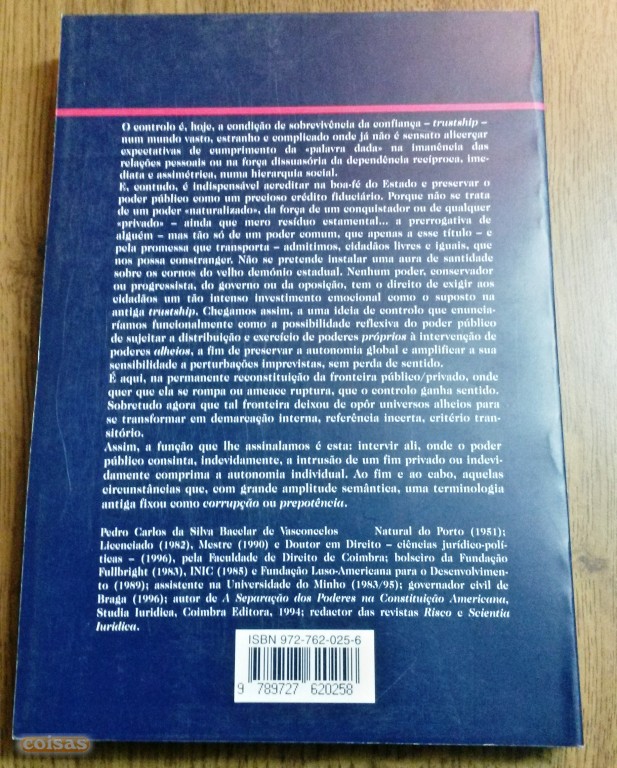 O controlo é, hoje, a condição de sobrevivência da confiança – trustship –
num mundo vasto, estranho e complicado onde já não é sensato alicerçar
expectativas de cumprimento da «palavra dada» na imanência das
relações pessoais ou na força dissuasória da dependência recíproca, ime-
diata e assimétrica, numa hierarquia social.
E, contudo, é indispensável acreditar na boa-fé do Estado e preservar o
poder público como um precioso crédito fiduciário. Porque não se trata
de um poder «naturalizado», da força de um conquistador ou de qualquer
«privado» – ainda que mero resíduo estamental... a prerrogativa de
alguém – mas tão só de um poder comum, que apenas a esse título – e
pela promessa que transporta – admitimos, cidadãos livres e iguais, que
nos possa constranger. Não se pretende instalar uma aura de santidade
sobre os cornos do velho demónio estadual. Nenhum poder, conservador
ou progressista, do governo ou da oposição, tem o direito de exigir aos
cidadãos um tão intenso investimento emocional como o suposto na
antiga trustship. Chegamos assim, a uma ideia de controlo que enuncia-
ríamos funcionalmente como a possibilidade reflexiva do poder público
de sujeitar a distribuição e exercício de poderes próprios à intervenção de
poderes alheios, a fim de preservar a autonomia global e amplificar a sua
sensibilidade a perturbações imprevistas, sem perda de sentido.
É aqui, na permanente reconstituição da fronteira público/privado, onde
quer que ela se rompa ou ameace ruptura, que o controlo ganha sentido.
Sobretudo agora que tal fronteira deixou de opôr universos alheios para
se transformar em demarcação interna, referência incerta, critério tran-
sitório.
Assim, a função que lhe assinalamos é esta: intervir ali, onde o poder
público consinta, indevidamente, a intrusão de um fim privado ou indevi-
damente comprima a autonomia individual. Ao fim e ao cabo, aquelas
circunstâncias que, com grande amplitude semântica, uma terminologia
antiga fixou como corrupção ou prepotência.
Pedro Carlos da Silva Bacelar de Vasconcelos Natural do Porto (1951);
Licenciado (1982), Mestre (1990) e Doutor em Direito – ciências jurídico-polí-
ticas – (1996), pela Faculdade de Direito de Coimbra; bolseiro da Fundação
Fullbright (1983), INIC (1985) e Fundação Luso-Americana para o Desenvolvimen-
to (1989); assistente na Universidade do Minho (1983/95); governador civil de
Braga (1996); autor de A Separação dos Poderes na Constituição Americana,
Studia Iuridica, Coimbra Editora, 1994; redactor das revistas Risco e Scientia
Iurídica.
ISBN 972-762-025-6
9 789727 620258
coisas